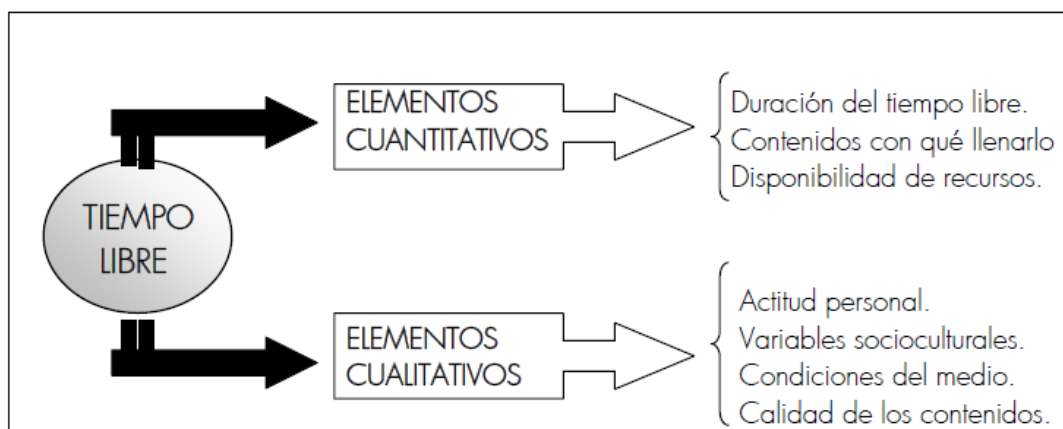 TIEMPO
LIBRE
ELEMENTOS
CUANTITATIVOS
Duración del tiempo libre.
Contenidos con qué llenarlo
Disponibilidad de recursos.
ELEMENTOS
CUALITATIVOS
Actitud personal.
Variables socioculturales.
Condiciones del medio.
Calidad de los contenidos.